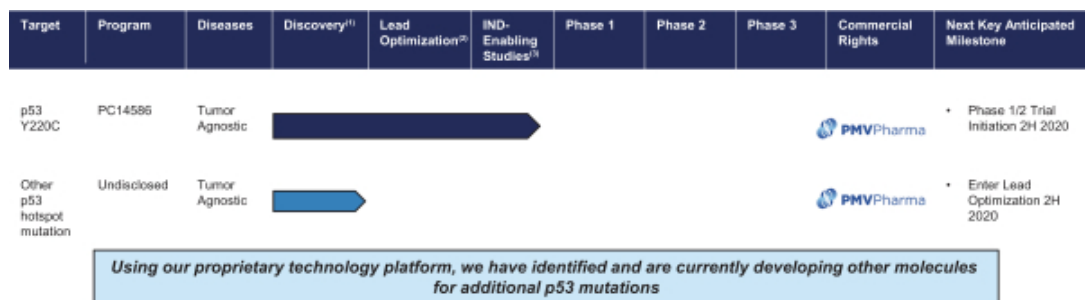 Target Program Diseases Discovery(1) Lead Optimization(2) IND-Enabling Studies(3) Phase 1 Phase 2 Phase 3 Commercial Rights Next Key Anticipated Milestone
p53 Y220C PC14586 Tumor Agnostic PMVPharma • Phase 1/2 Trial Initiation 2H 2020
Other p53 hotspot mutation Undisclosed Tumor Agnostic PMVPharma • Enter Lead Optimization 2H 2020
Using our proprietary technology platform, we have identified and are currently developing other molecules
for additional p53 mutations